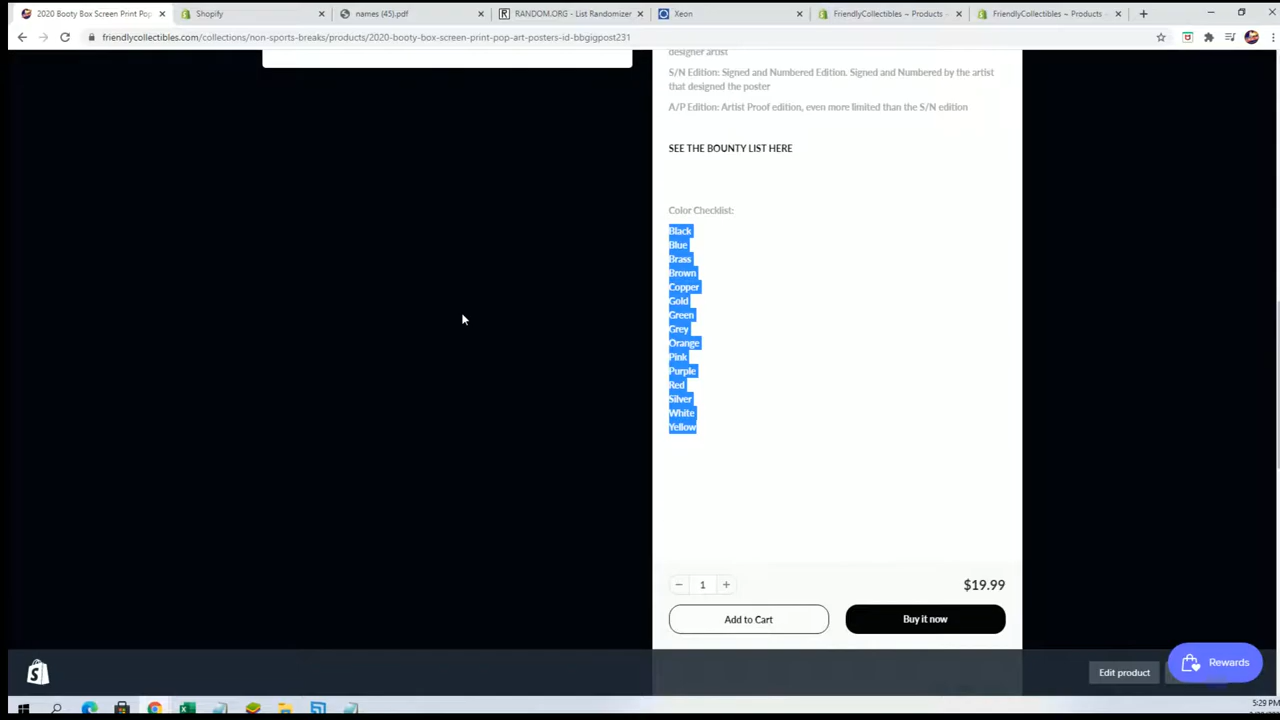 2020 Booty Box Screen Print Pop
Shopify
names (45).pdf
RANDOM.ORG - List Randomizer
Xeon
FriendlyCollectibles ~ Products
FriendlyCollectibles ~ Products
friendlycollectibles.com/collections/non-sports-breaks/products/2020-booty-box-screen-print-pop-art-posters-id-bbgigpost231
designer artist
S/N Edition: Signed and Numbered Edition. Signed and Numbered by the artist
that designed the poster
A/P Edition: Artist Proof edition, even more limited than the S/N edition
SEE THE BOUNTY LIST HERE
Color Checklist:
Black
Blue
Brass
Brown
Copper
Gold
Green
Grey
Orange
Pink
Purple
Red
Silver
White
Yellow
1
$19.99
Add to Cart
Buy it now
Edit product
Rewards
5:29 PM